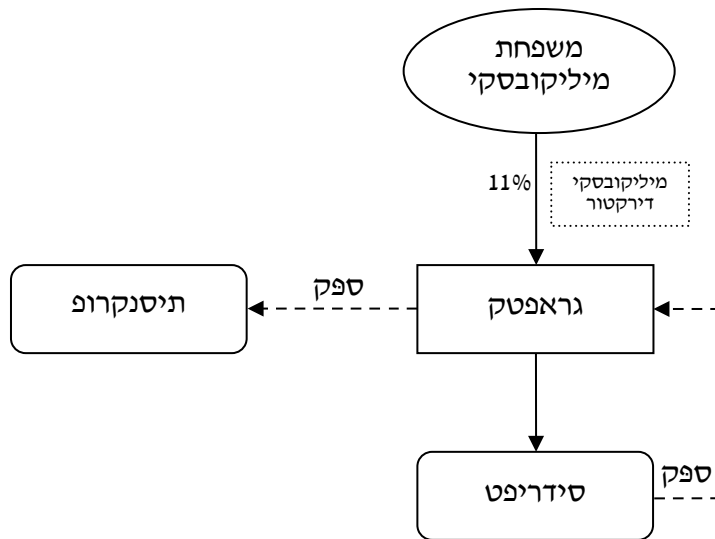 משפחת
מיליקובסקי
11%
מיליקובסקי
דירקטור
גראפטק
ספק
תיסנקרופ
סידריפט
ספק